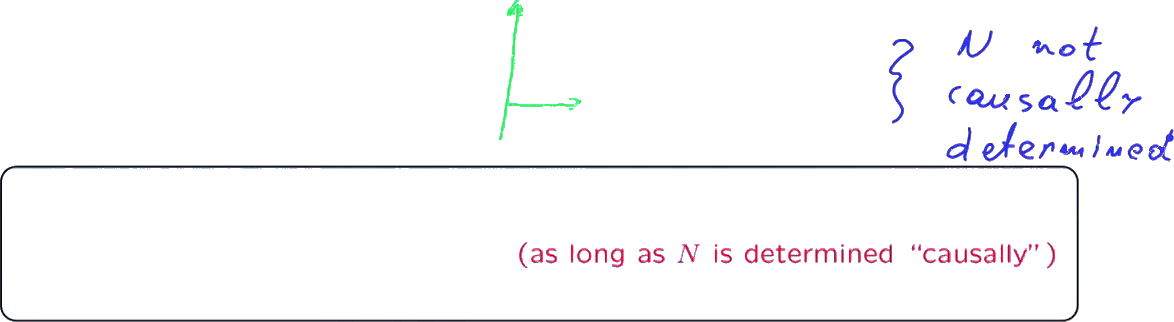 N not
causally
determined
(as long as N is determined “causally”)